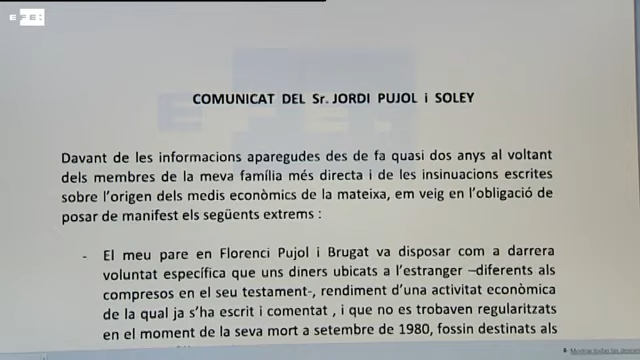 EFE:
COMUNICAT DEL Sr. JORDI PUJOL i SOLEY
Davant de les informacions aparegudes des de fa quasi dos anys al voltant
dels membres de la meva família més directa i de les insinuacions escrites
sobre l'origen dels medis econòmics de la mateixa, em veig en l'obligació de
posar de manifest els següents extrems :
- El meu pare en Florenci Pujol i Brugat va disposar com a darrera
voluntat específica que uns diners ubicats a l'estranger –diferents als
compresos en el seu testament-, rendiment d'una activitat econòmica
de la qual ja s'ha escrit i comentat , i que no es trobaven regularitzats
en el moment de la seva mort a setembre de 1980, fossin destinats als
Mostrar todas las